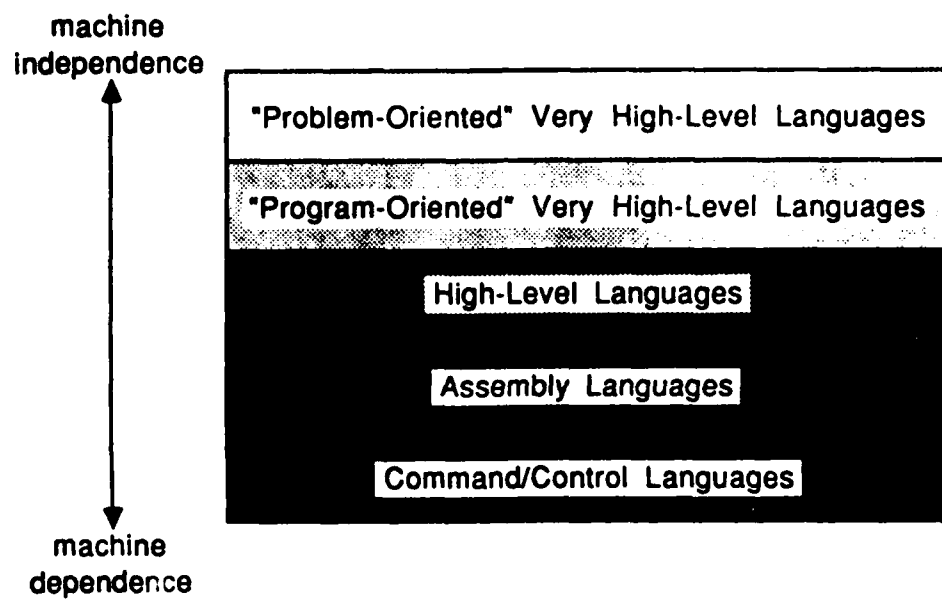 machine
independence
"Problem-Oriented" Very High-Level Languages
"Program-Oriented" Very High-Level Languages
High-Level Languages
Assembly Languages
Command/Control Languages
machine
dependence